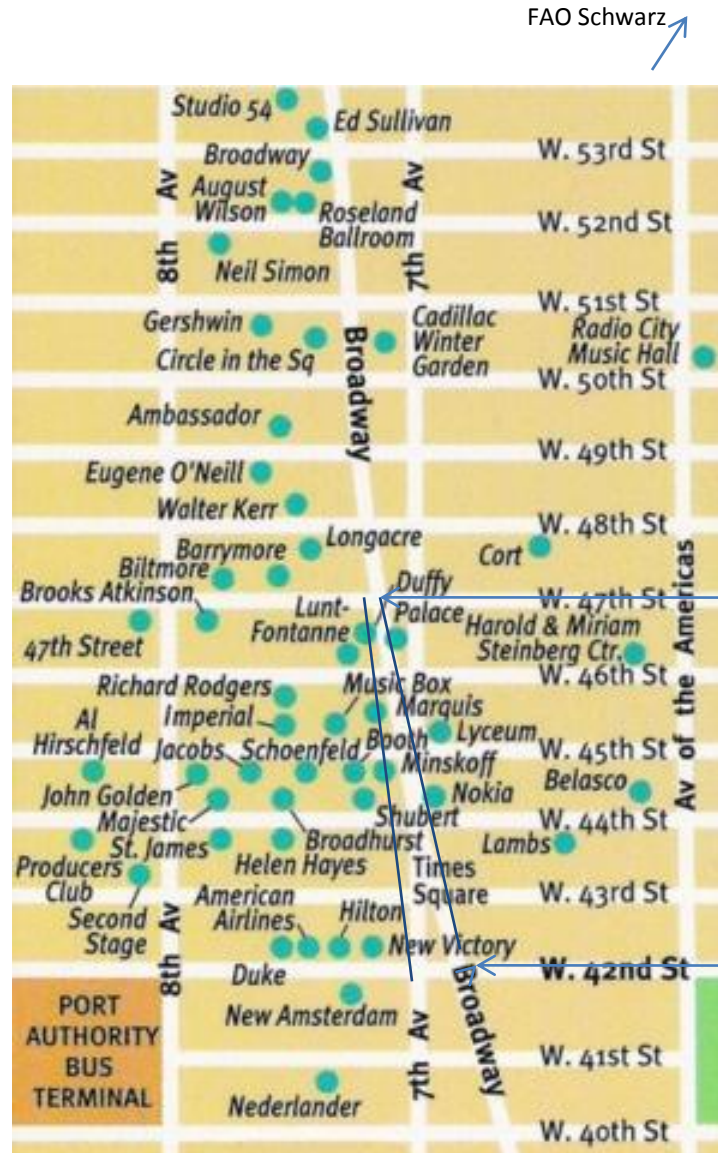 FAO Schwarz
Studio 54
Ed Sullivan
Broadway
W. 53rd St
8th Av
7th Av
August
Wilson
Roseland
Ballroom
W. 52nd St
Neil Simon
W. 51st St
Gershwin
Circle in the Sq
Broadway
Cadillac
Winter
Garden
Radio City
Music Hall
W. 50th St
Ambassador
W. 49th St
Eugene O'Neill
Walter Kerr
W. 48th St
Longacre
Barrymore
Cort
Biltmore
Duffy
Brooks Atkinson
W. 47th St
Lunt-
Fontanne
Palace
47th Street
Harold & Miriam
Steinberg Ctr.
Av of the Americas
W. 46th St
Richard Rodgers
Music Box
Marquis
Imperial
Lyceum
Al
Hirschfeld
Jacobs
Schoenfeld
Booth
W. 45th St
Minskoff
John Golden
Nokia
Belasco
Majestic
Shubert
W. 44th St
St. James
Broadhurst
Helen Hayes
Lambs
Producers
Club
Times
Square
Second
Stage
W. 43rd St
American
Airlines
Hilton
New Victory
8th Av
Duke
W. 42nd St
Broadway
PORT
AUTHORITY
BUS
TERMINAL
New Amsterdam
7th Av
W. 41st St
Nederlander
W. 40th St